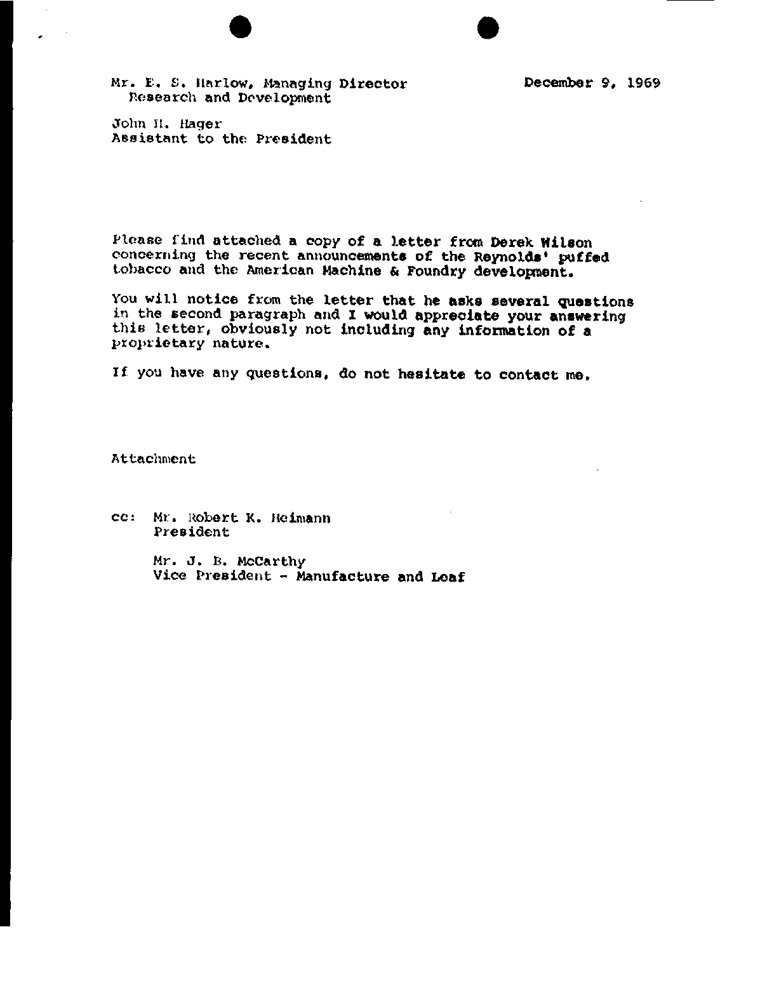 Mr. E. S. Harlow, Managing Director December 9, 1969
Research and Development
John H. Hager
Assistant to the President
Please find attached a copy of a letter from Derek Wilson
concerning the recent announcements of the Reynolds' puffed
tobacco and the American Machine & Foundry development.
You will notice from the letter that he asks several questions
in the second paragraph and I would appreciate your answering
this letter, obviously not including any information of a
proprietary nature.
If you have any questions, do not hesitate to contact me.
Attachment
cc: Mr. Robert K. Heimann
President
Mr. J. B. McCarthy
Vice President - Manufacture and Leaf